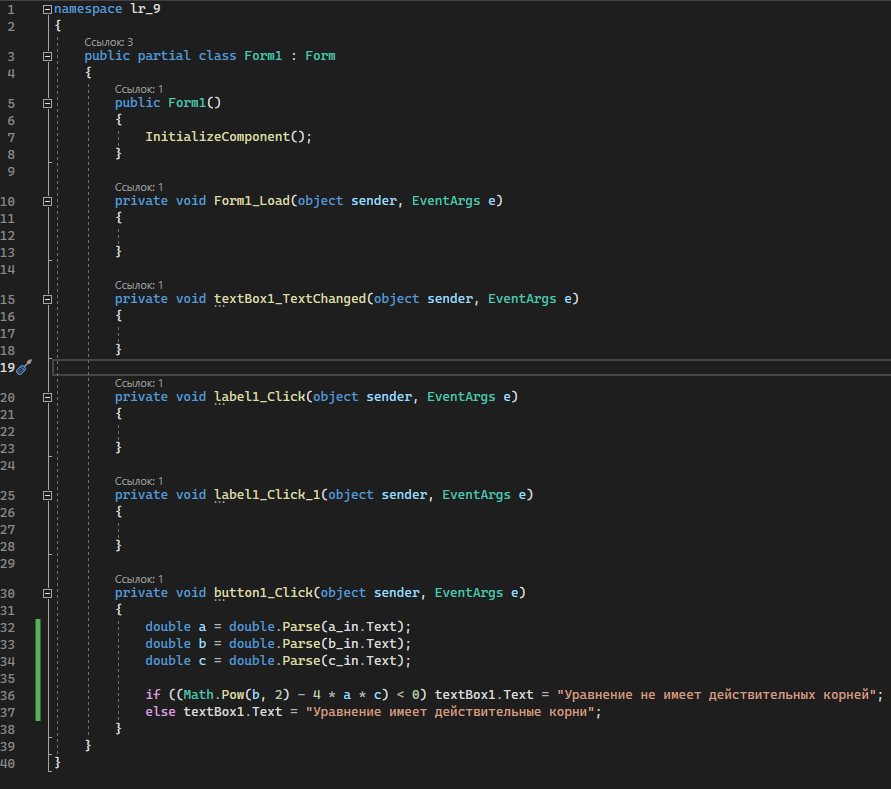 1 namespace lr_9
2 {
Ссылок: 3
3 public partial class Form1 : Form
4 {
Ссылок: 1
5 public Form1()
6 {
7 InitializeComponent();
8 }
9
Ссылок: 1
10 private void Form1_Load(object sender, EventArgs e)
11 {
12
13 }
14
Ссылок: 1
15 private void textBox1_TextChanged(object sender, EventArgs e)
16 {
17
18 }
19
Ссылок: 1
20 private void label1_Click(object sender, EventArgs e)
21 {
22
23 }
24
Ссылок: 1
25 private void label1_Click_1(object sender, EventArgs e)
26 {
27
28 }
29
Ссылок: 1
30 private void button1_Click(object sender, EventArgs e)
31 {
32 double a = double.Parse(a_in.Text);
33 double b = double.Parse(b_in.Text);
34 double c = double.Parse(c_in.Text);
35
36 if ((Math.Pow(b, 2) - 4 * a * c) < 0) textBox1.Text = "Уравнение не имеет действительных корней";
37 else textBox1.Text = "Уравнение имеет действительные корни";
38 }
39 }
40 }